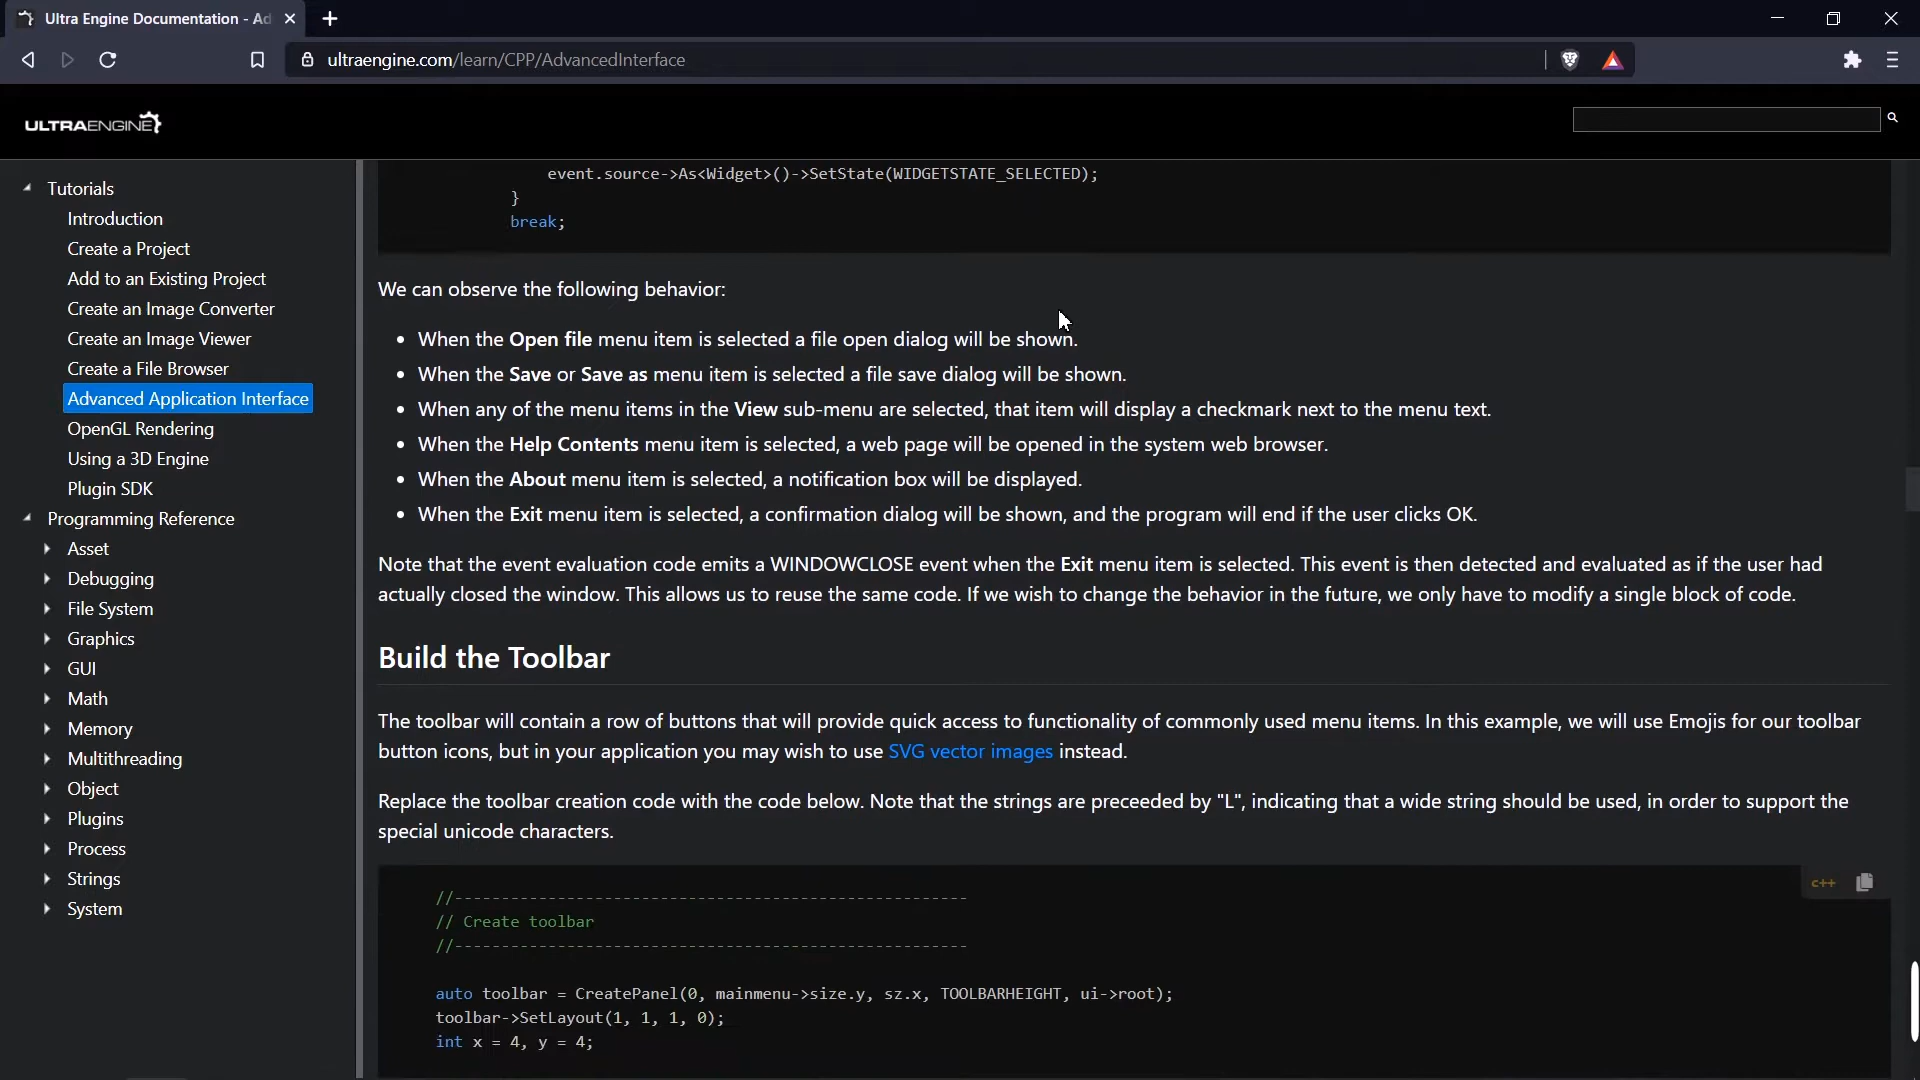 Ultra Engine Documentation - Ad
ultraengine.com/learn/CPP/AdvancedInterface
ULTRAENGINE
Tutorials
Introduction
Create a Project
Add to an Existing Project
Create an Image Converter
Create an Image Viewer
Create a File Browser
Advanced Application Interface
OpenGL Rendering
Using a 3D Engine
Plugin SDK
Programming Reference
Asset
Debugging
File System
Graphics
GUI
Math
Memory
Multithreading
Object
Plugins
Process
Strings
System
event.source->As<Widget>()->SetState(WIDGETSTATE_SELECTED);
}
break;
We can observe the following behavior:
• When the Open file menu item is selected a file open dialog will be shown.
• When the Save or Save as menu item is selected a file save dialog will be shown.
• When any of the menu items in the View sub-menu are selected, that item will display a checkmark next to the menu text.
• When the Help Contents menu item is selected, a web page will be opened in the system web browser.
• When the About menu item is selected, a notification box will be displayed.
• When the Exit menu item is selected, a confirmation dialog will be shown, and the program will end if the user clicks OK.
Note that the event evaluation code emits a WINDOWCLOSE event when the Exit menu item is selected. This event is then detected and evaluated as if the user had
actually closed the window. This allows us to reuse the same code. If we wish to change the behavior in the future, we only have to modify a single block of code.
Build the Toolbar
The toolbar will contain a row of buttons that will provide quick access to functionality of commonly used menu items. In this example, we will use Emojis for our toolbar
button icons, but in your application you may wish to use SVG vector images instead.
Replace the toolbar creation code with the code below. Note that the strings are preceeded by "L", indicating that a wide string should be used, in order to support the
special unicode characters.
c++
//-------------------------------------------------------
// Create toolbar
//-------------------------------------------------------
auto toolbar = CreatePanel(0, mainmenu->size.y, sz.x, TOOLBARHEIGHT, ui->root);
toolbar->SetLayout(1, 1, 1, 0);
int x = 4, y = 4;